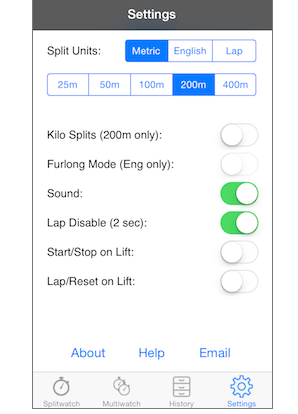 Settings
Split Units: Metric English Lap
25m 50m 100m 200m 400m
Kilo Splits (200m only):
Furlong Mode (Eng only):
Sound:
Lap Disable (2 sec):
Start/Stop on Lift:
Lap/Reset on Lift:
About Help Email
Splitwatch Multiwatch History Settings